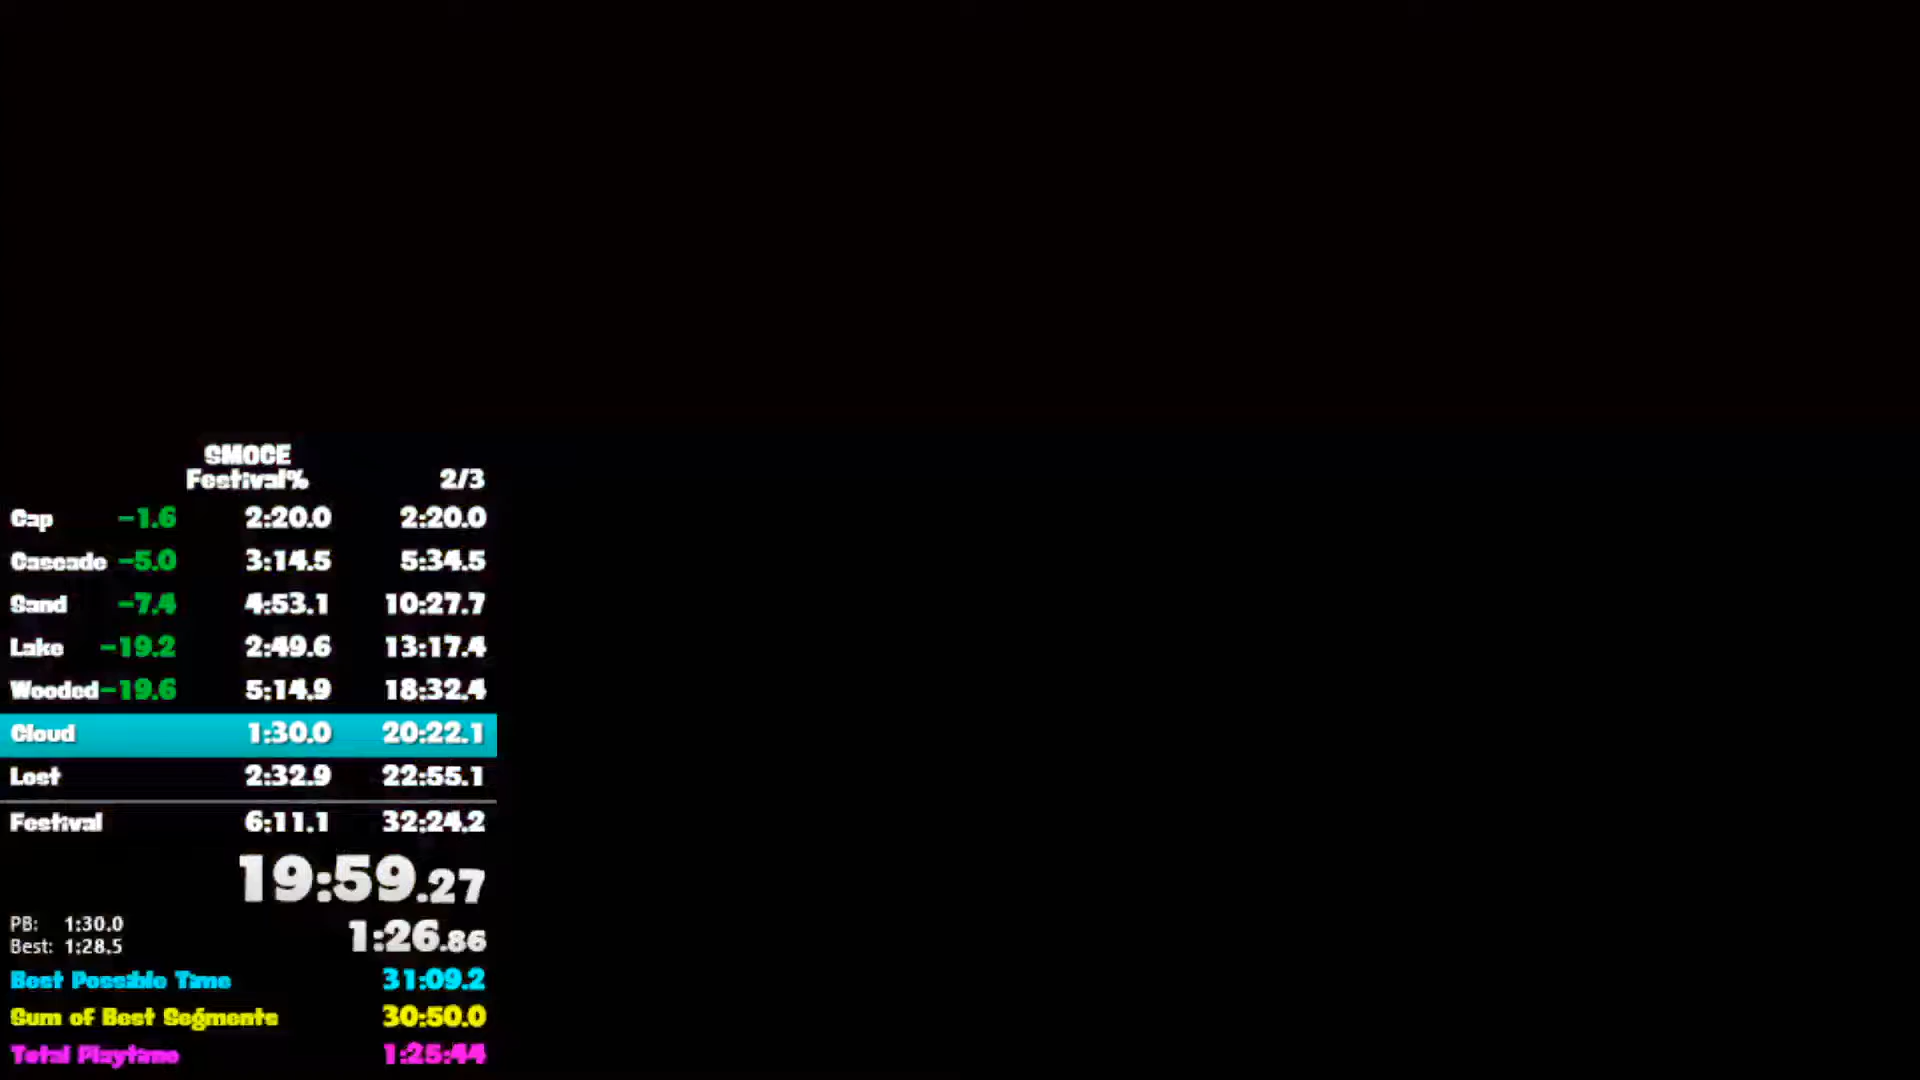 SMOCE
Festival% 2/3
Cap -1.6 2:20.0 2:20.0
Cascade -5.0 3:14.5 5:34.5
Sand -7.4 4:53.1 10:27.7
Lake -19.2 2:49.6 13:17.4
Wooded -19.6 5:14.9 18:32.4
Cloud 1:30.0 20:22.1
Lost 2:32.9 22:55.1
Festival 6:11.1 32:24.2
19:59.27
PB: 1:30.0 1:26.86
Best: 1:28.5
Best Possible Time 31:09.2
Sum of Best Segments 30:50.0
Total Playtime 1:25:44